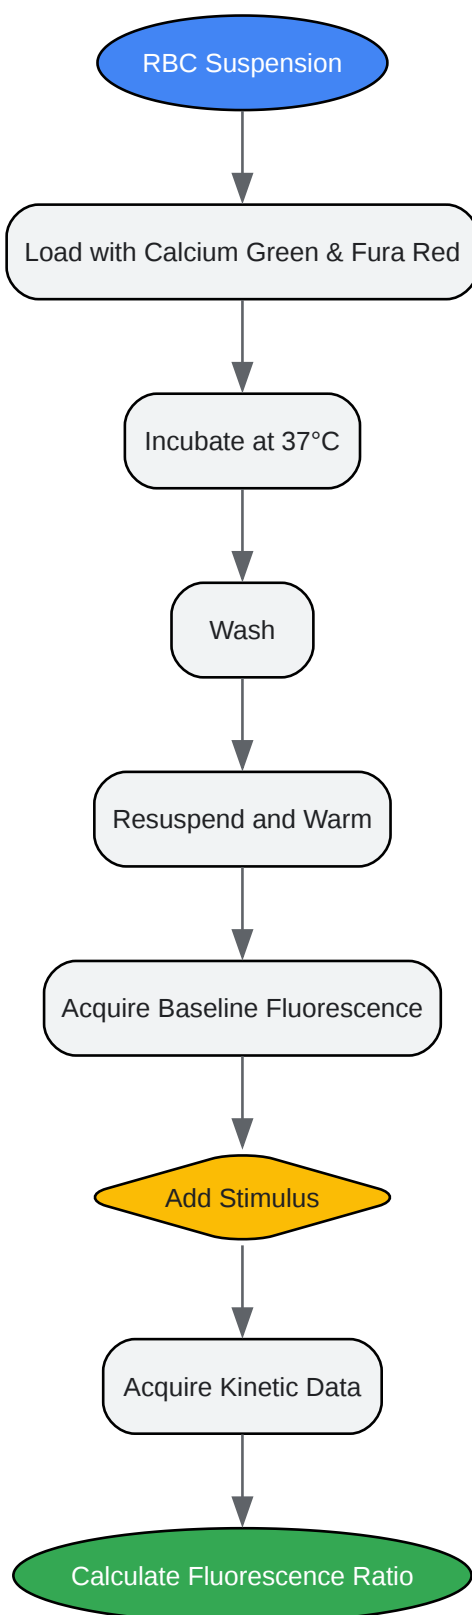 RBC Suspension
Load with Calcium Green & Fura Red
Incubate at 37°C
Wash
Resuspend and Warm
Acquire Baseline Fluorescence
Add Stimulus
Acquire Kinetic Data
Calculate Fluorescence Ratio